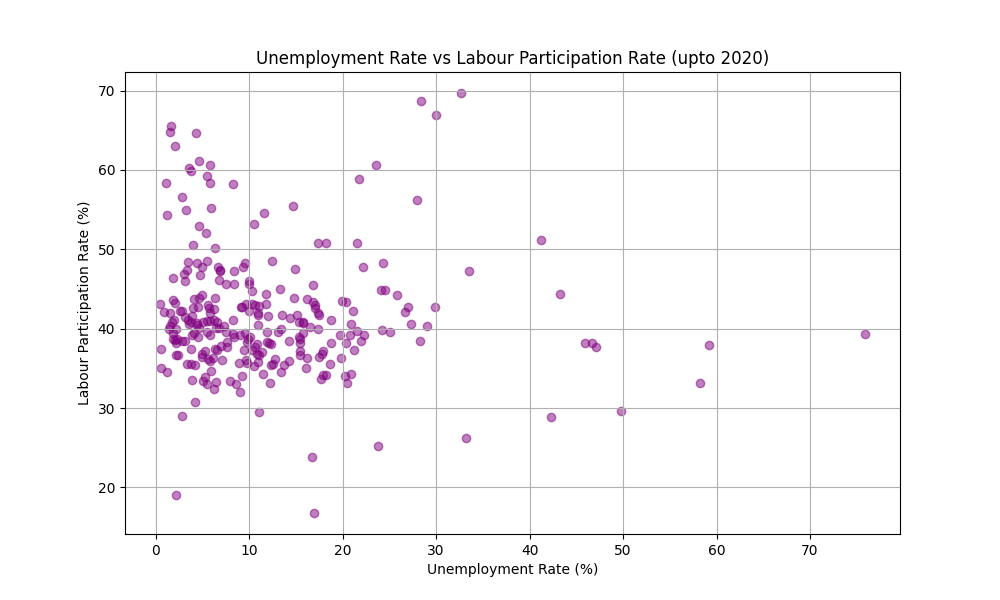 Unemployment Rate vs Labour Participation Rate (upto 2020)
Labour Participation Rate (%)
70
60
50
40
30
20
0 10 20 30 40 50 60 70
Unemployment Rate (%)